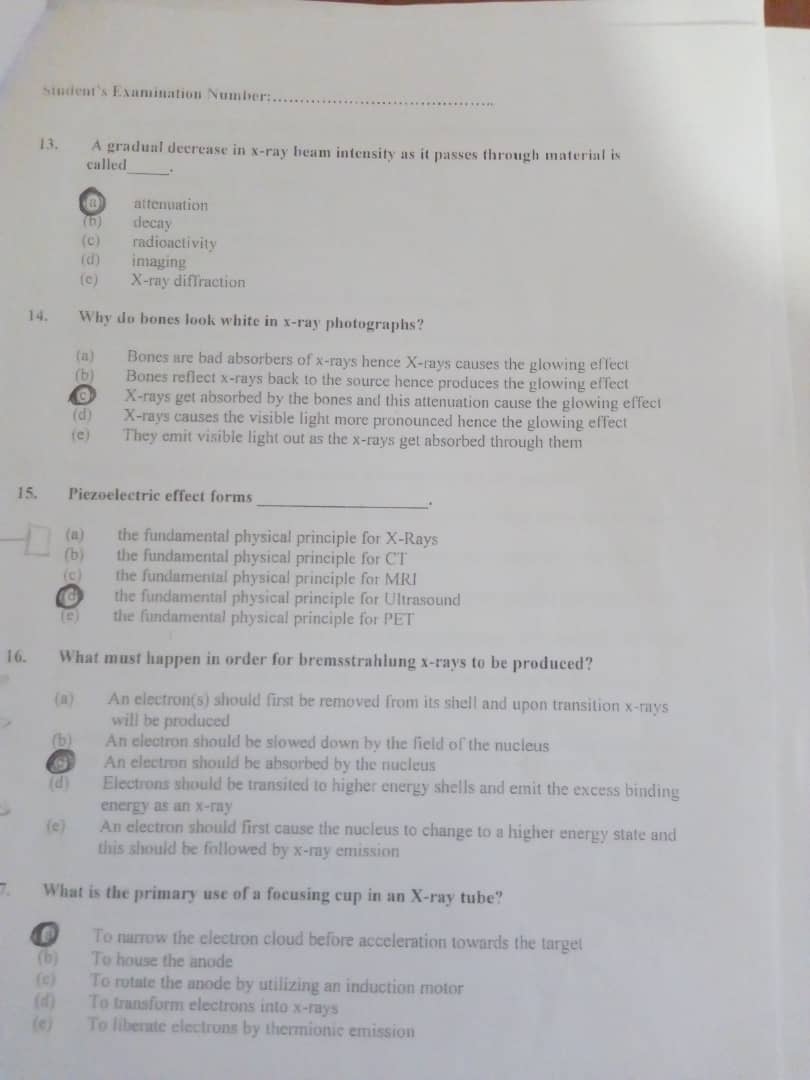 Student's Examination Number:........................................
13. A gradual decrease in x-ray beam intensity as it passes through material is
called_____.
(a) attenuation
(b) decay
(c) radioactivity
(d) imaging
(e) X-ray diffraction
14. Why do bones look white in x-ray photographs?
(a) Bones are bad absorbers of x-rays hence X-rays causes the glowing effect
(b) Bones reflect x-rays back to the source hence produces the glowing effect
(c) X-rays get absorbed by the bones and this attenuation cause the glowing effect
(d) X-rays causes the visible light more pronounced hence the glowing effect
(e) They emit visible light out as the x-rays get absorbed through them
15. Piezoelectric effect forms ____________________.
(a) the fundamental physical principle for X-Rays
(b) the fundamental physical principle for CT
(c) the fundamental physical principle for MRI
(d) the fundamental physical principle for Ultrasound
(e) the fundamental physical principle for PET
16. What must happen in order for bremsstrahlung x-rays to be produced?
(a) An electron(s) should first be removed from its shell and upon transition x-rays
will be produced
(b) An electron should be slowed down by the field of the nucleus
(c) An electron should be absorbed by the nucleus
(d) Electrons should be transited to higher energy shells and emit the excess binding
energy as an x-ray
(e) An electron should first cause the nucleus to change to a higher energy state and
this should be followed by x-ray emission
7. What is the primary use of a focusing cup in an X-ray tube?
To narrow the electron cloud before acceleration towards the target
(b) To house the anode
(c) To rotate the anode by utilizing an induction motor
(d) To transform electrons into x-rays
(e) To liberate electrons by thermionic emission